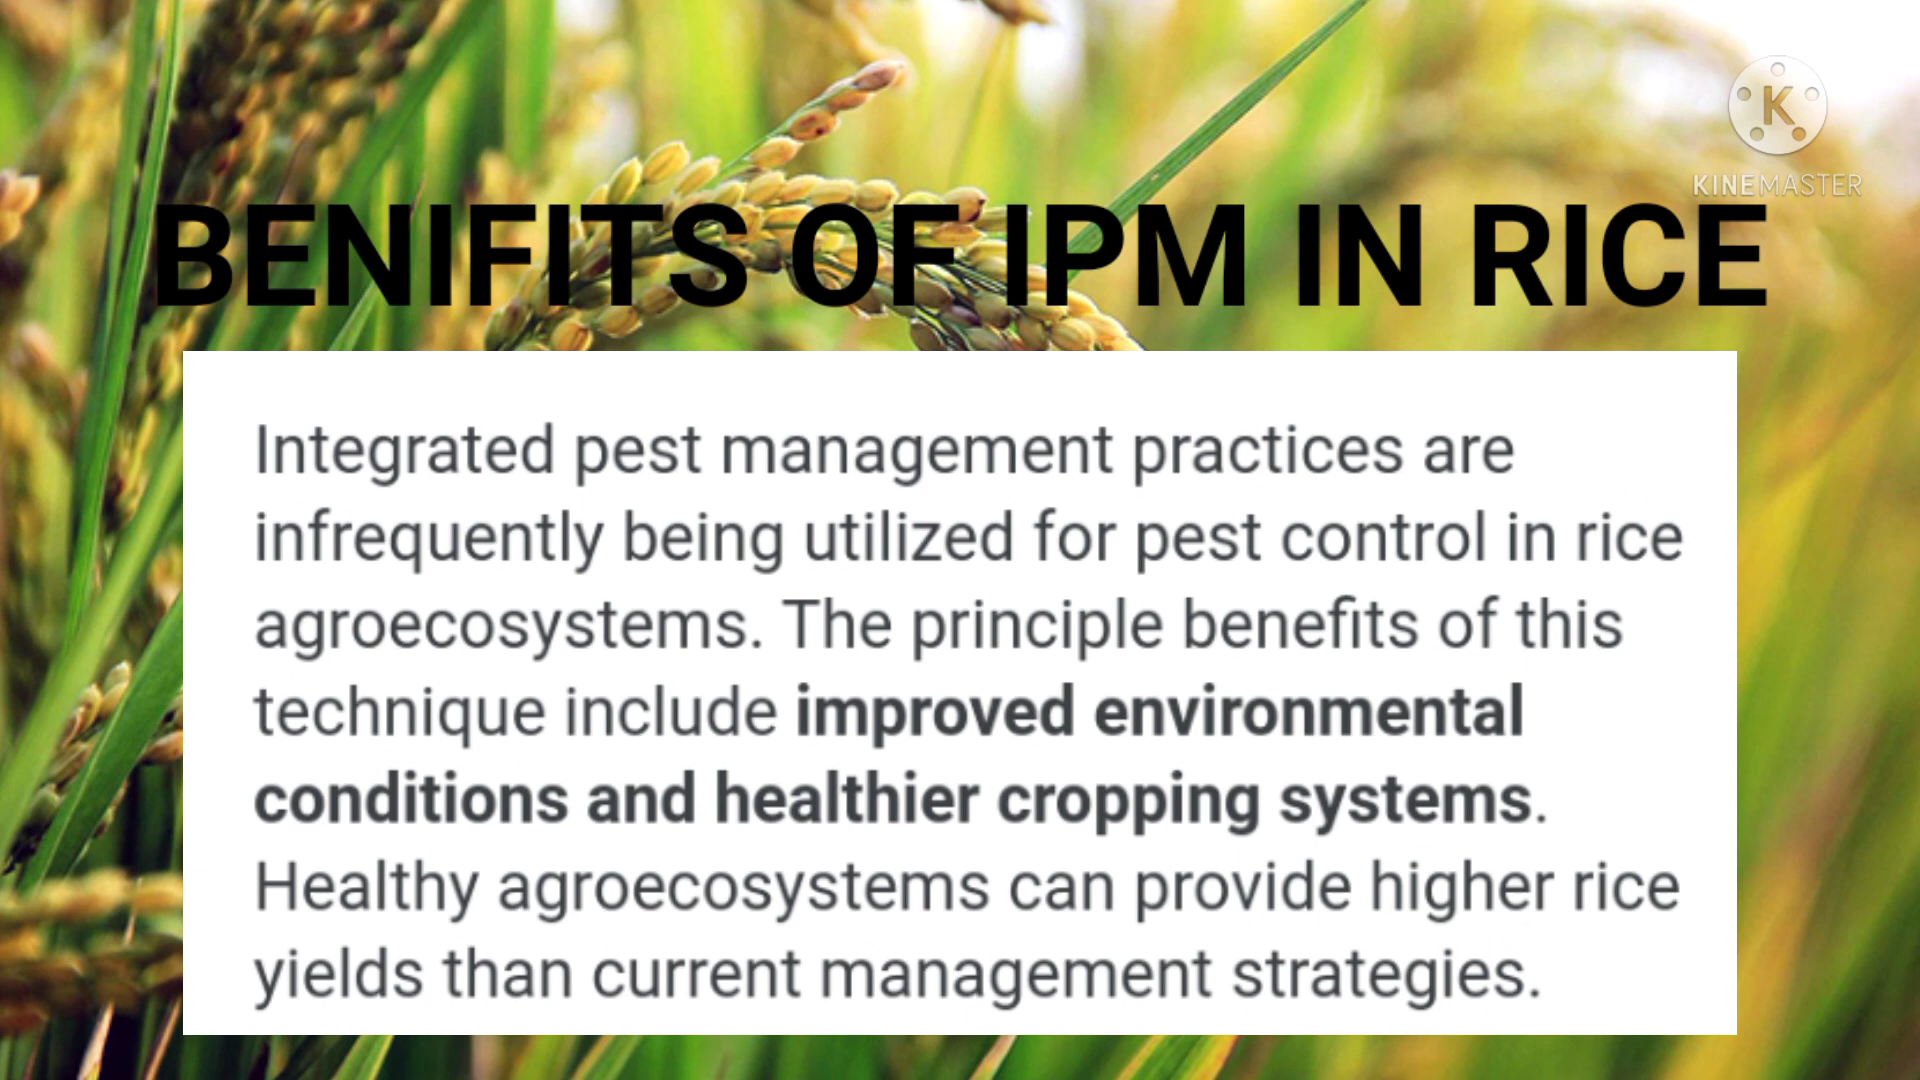 K
KINEMASTER
BENIFITS OF IPM IN RICE
Integrated pest management practices are
infrequently being utilized for pest control in rice
agroecosystems. The principle benefits of this
technique include improved environmental
conditions and healthier cropping systems.
Healthy agroecosystems can provide higher rice
yields than current management strategies.